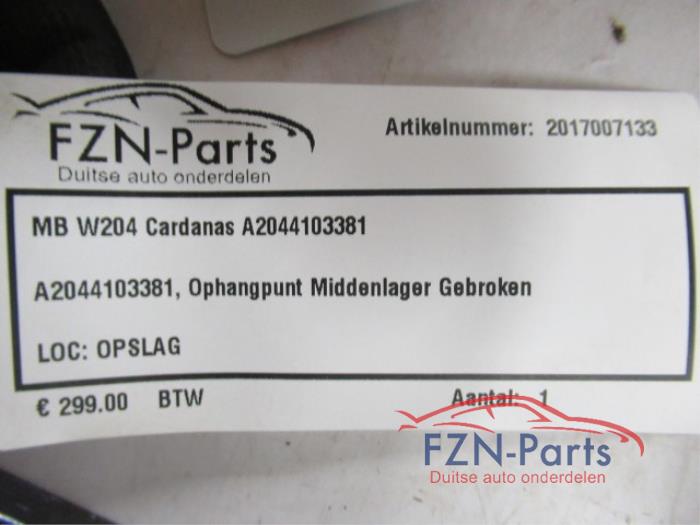 FZN-Parts
Duitse auto onderdelen
Artikelnummer: 2017007133
MB W204 Cardanas A2044103381
A2044103381, Ophangpunt Middenlager Gebroken
LOC: OPSLAG
€ 299.00 BTW
Aantal: 1
FZN-Parts
Duitse auto onderdelen